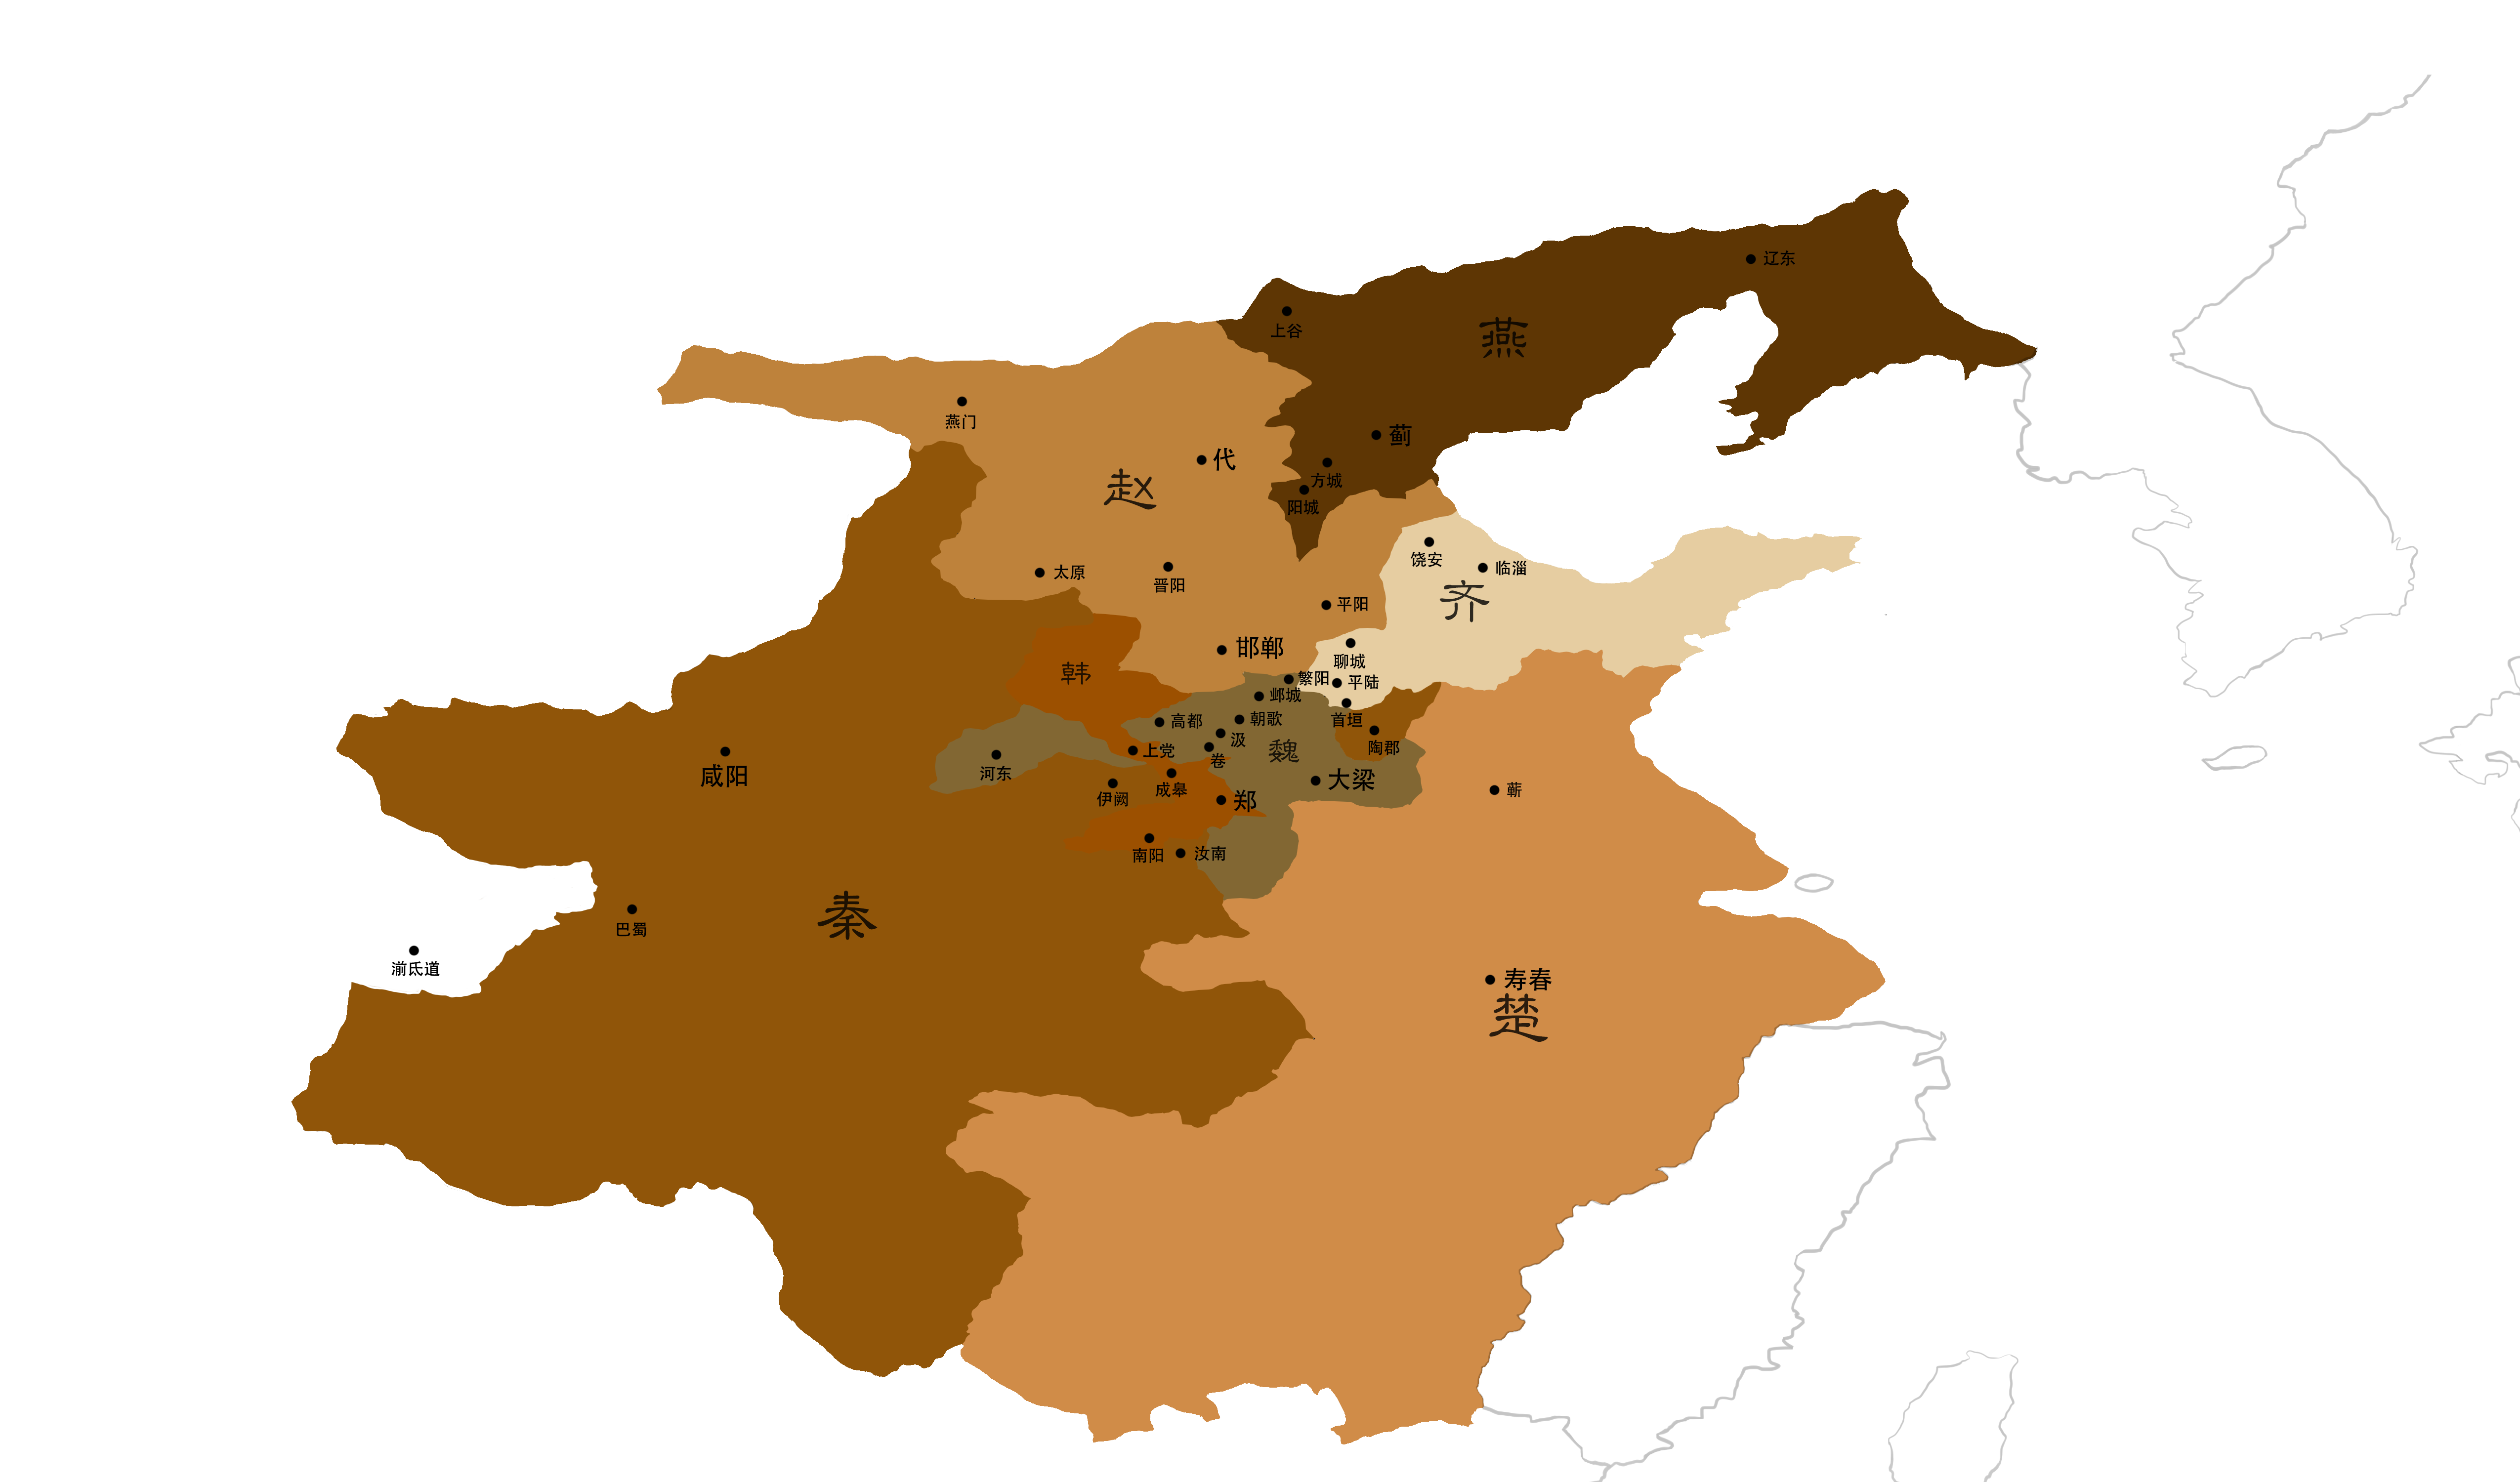 辽东
上谷
燕
燕门
蓟
代
方城
赵
阳城
饶安
临淄
太原
晋阳
齐
平阳
邯郸
聊城
韩
繁阳
平陆
邺城
高都
朝歌
首垣
汲
陶郡
上党
魏
卷
河东
咸阳
大梁
成皋
伊阙
郑
蕲
南阳
汝南
秦
巴蜀
湔氐道
寿春
楚